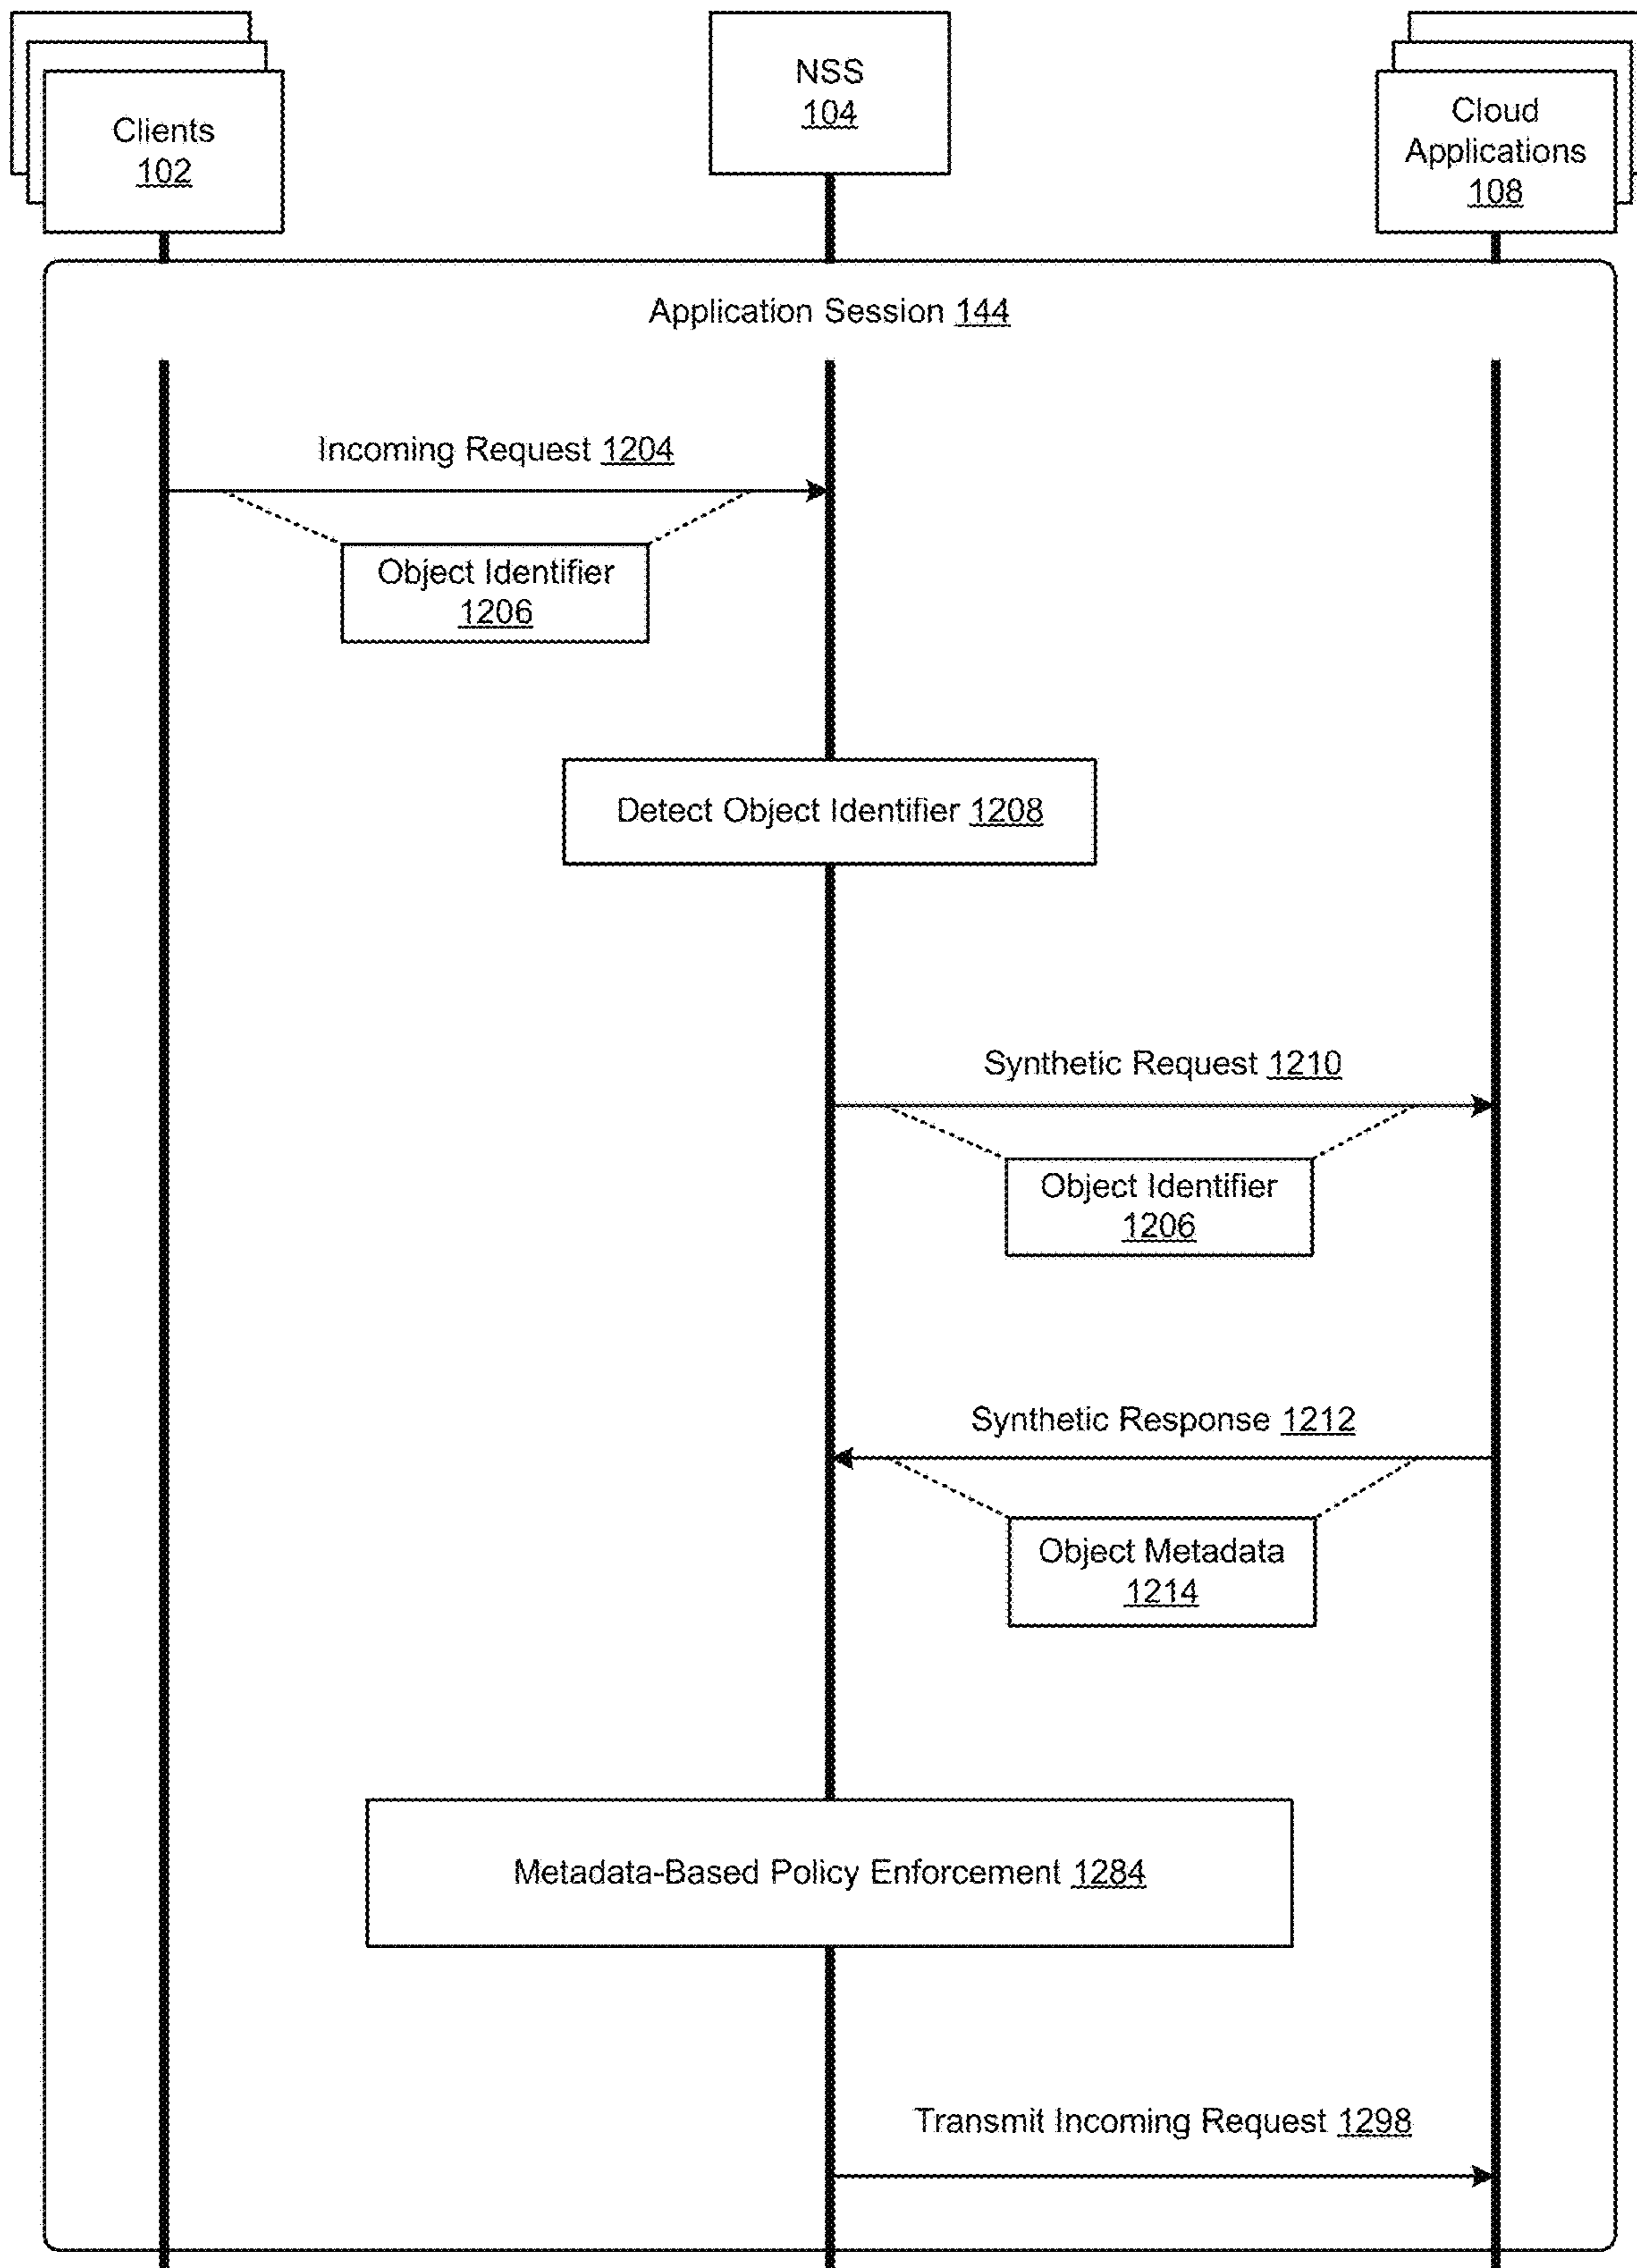 Clients
102
NSS
104
Cloud
Applications
108
Application Session 144
Incoming Request 1204
Object Identifier
1206
Detect Object Identifier 1208
Synthetic Request 1210
Object Identifier
1206
Synthetic Response 1212
Object Metadata
1214
Metadata-Based Policy Enforcement 1284
Transmit Incoming Request 1298